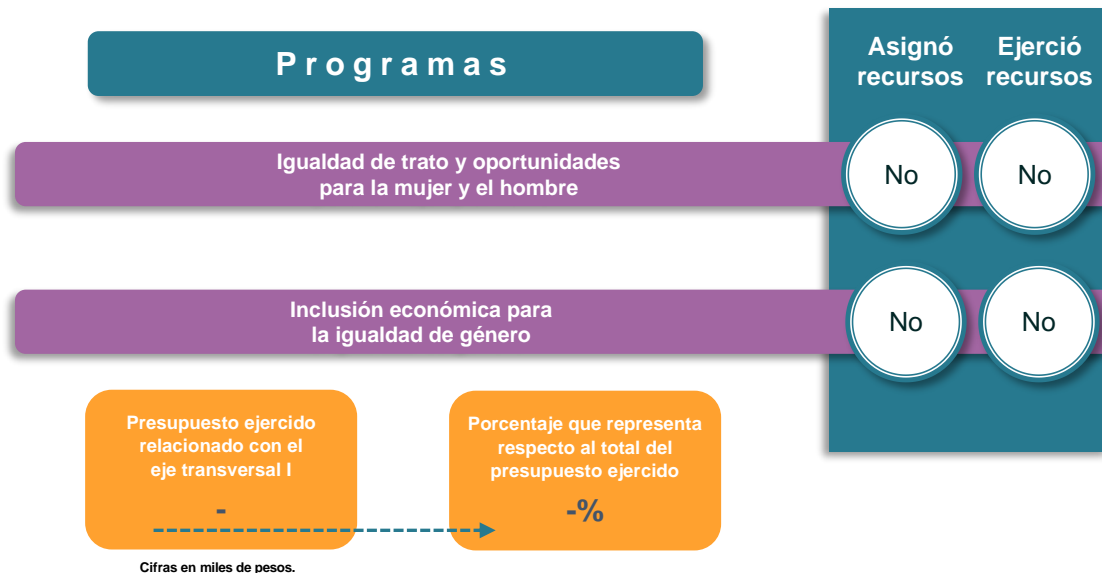 Programas
Asignó
recursos
Ejerció
recursos
Igualdad de trato y oportunidades
para la mujer y el hombre
No
No
Inclusión económica para
la igualdad de género
No
No
Presupuesto ejercido
relacionado con el
eje transversal I
-
Porcentaje que representa
respecto al total del
presupuesto ejercido
-%
Cifras en miles de pesos.